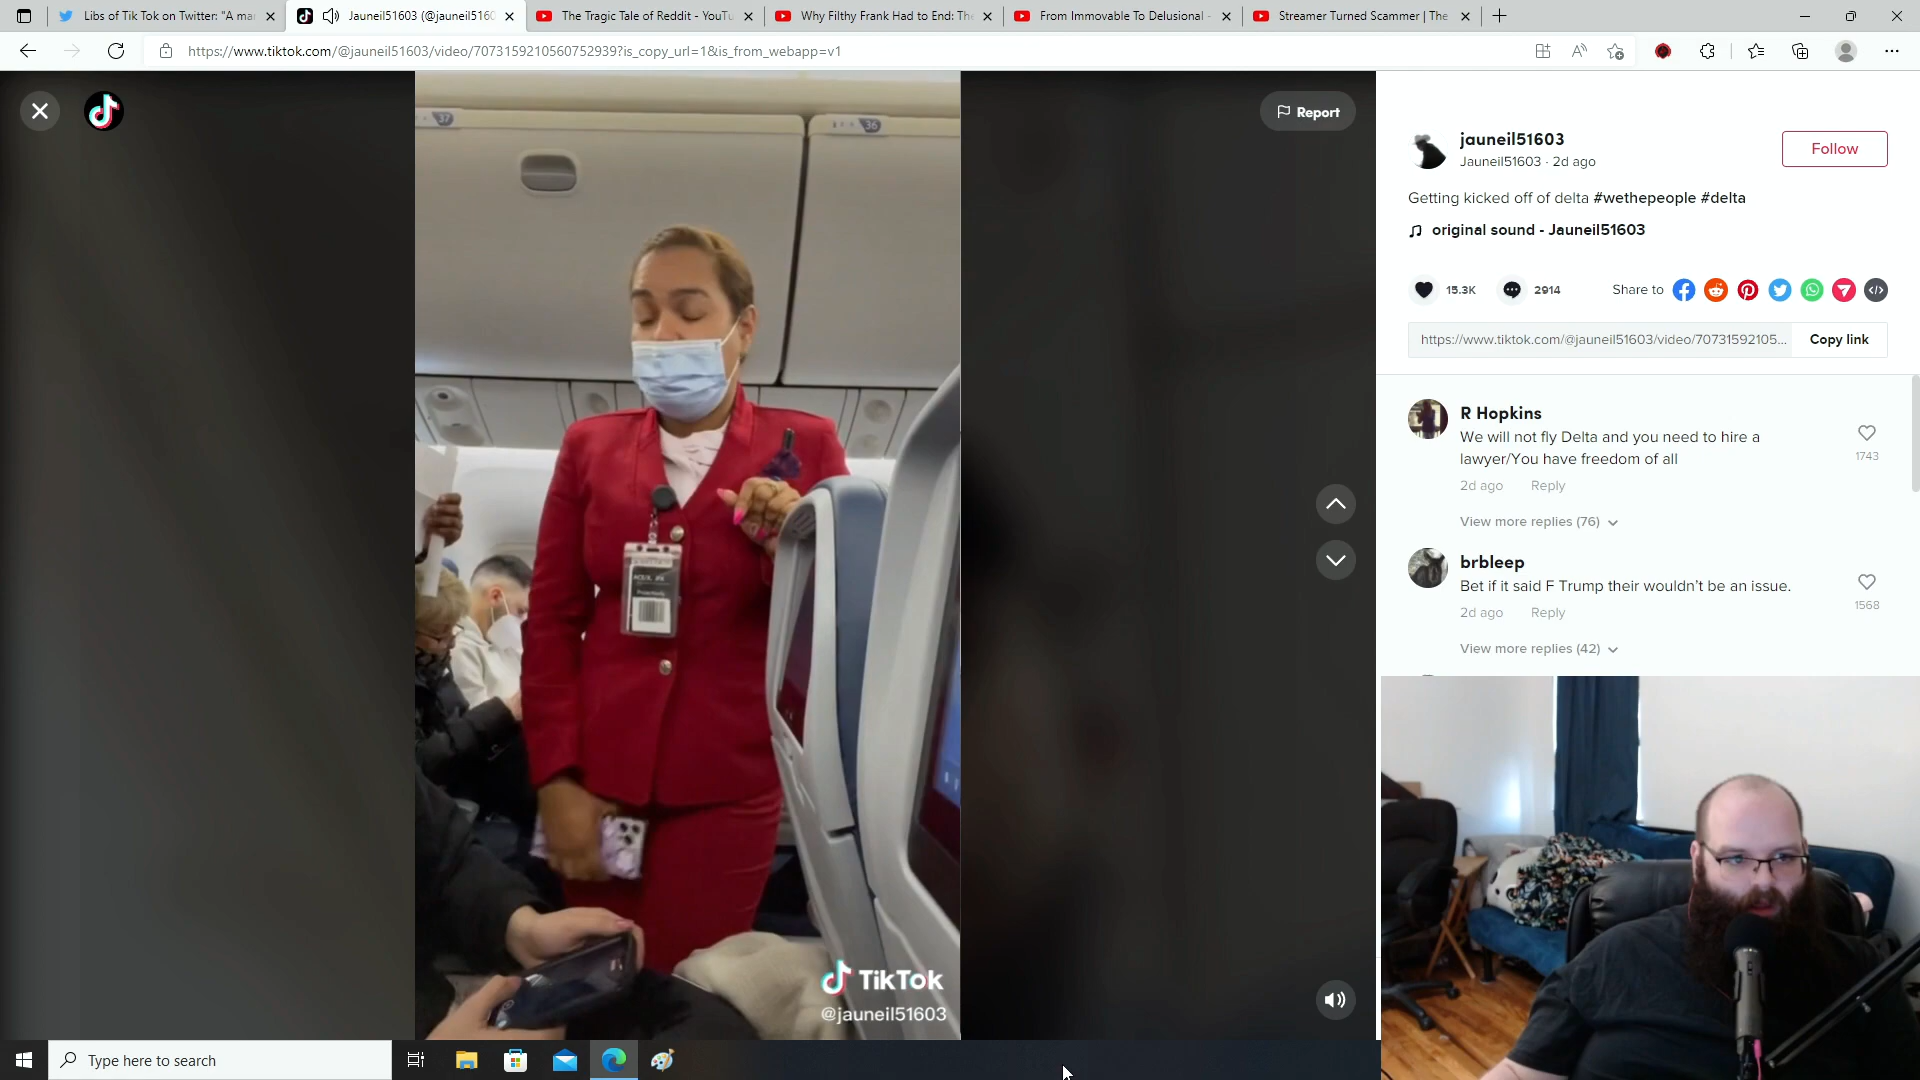 Libs of Tik Tok on Twitter: "A ma
Jauneil51603 (@jauneil5160
The Tragic Tale of Reddit - YouTu
Why Filthy Frank Had to End: The
From Immovable To Delusional -
Streamer Turned Scammer | The
https://www.tiktok.com/@jauneil51603/video/7073159210560752939?is_copy_url=1&is_from_webapp=v1
37
36
Report
jauneil51603
Jauneil51603 · 2d ago
Follow
Getting kicked off of delta #wethepeople #delta
original sound - Jauneil51603
15.3K
2914
Share to
https://www.tiktok.com/@jauneil51603/video/70731592105...
Copy link
R Hopkins
We will not fly Delta and you need to hire a
lawyer/You have freedom of all
1743
2d ago Reply
View more replies (76)
brbleep
Bet if it said F Trump their wouldn't be an issue.
1568
2d ago Reply
View more replies (42)
TikTok
@jauneil51603
Type here to search